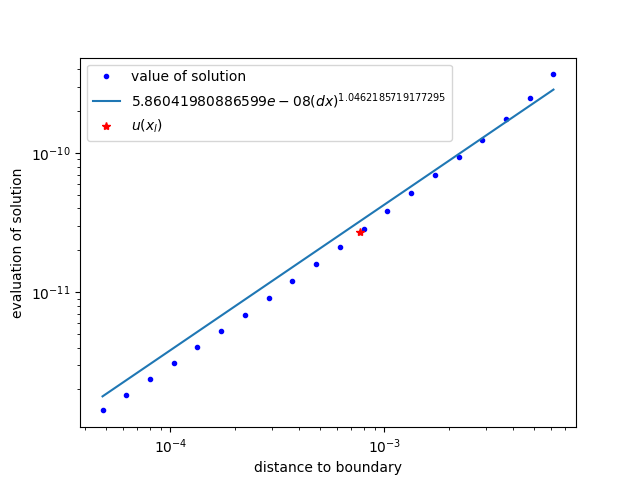 value of solution
5.86041980886599e − 08(dx)^1.0462185719177295
u(x_l)
10^−10
10^−11
evaluation of solution
10^−4
10^−3
distance to boundary